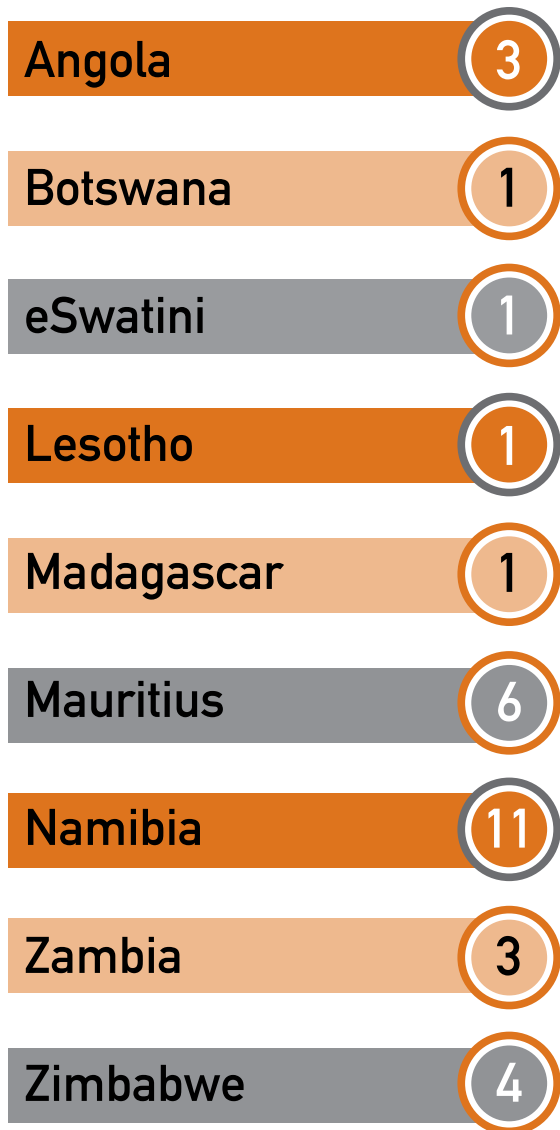 Angola 3
Botswana 1
eSwatini 1
Lesotho 1
Madagascar 1
Mauritius 6
Namibia 11
Zambia 3
Zimbabwe 4